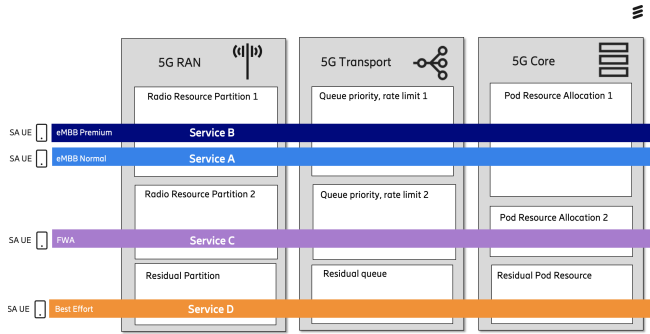 5G RAN
5G Transport
5G Core
Radio Resource Partition 1
Queue priority, rate limit 1
Pod Resource Allocation 1
SA UE
eMBB Premium
Service B
SA UE
eMBB Normal
Service A
Radio Resource Partition 2
Queue priority, rate limit 2
Pod Resource Allocation 2
SA UE
FWA
Service C
Residual Partition
Residual queue
Residual Pod Resource
SA UE
Best Effort
Service D